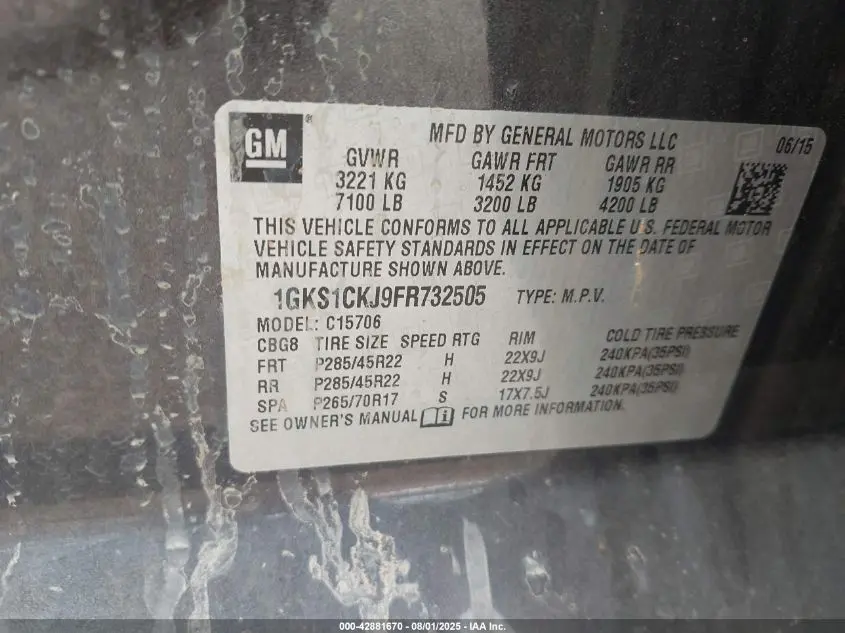 GM ® MFD BY GENERAL MOTORS LLC 06/15
GVWR GAWR FRT GAWR RR
3221 KG 1452 KG 1905 KG
7100 LB 3200 LB 4200 LB
THIS VEHICLE CONFORMS TO ALL APPLICABLE U.S. FEDERAL MOTOR
VEHICLE SAFETY STANDARDS IN EFFECT ON THE DATE OF
MANUFACTURE SHOWN ABOVE.
1GKS1CKJ9FR732505 TYPE: M.P.V.
MODEL: C15706
CBG8 TIRE SIZE SPEED RTG RIM COLD TIRE PRESSURE
FRT P285/45R22 H 22X9J 240KPA(35PSI)
RR P285/45R22 H 22X9J 240KPA(35PSI)
SPA P265/70R17 S 17X7.5J 240KPA(35PSI)
SEE OWNER'S MANUAL i FOR MORE INFORMATION.
000-42881670 - 08/01/2025 - IAA Inc.